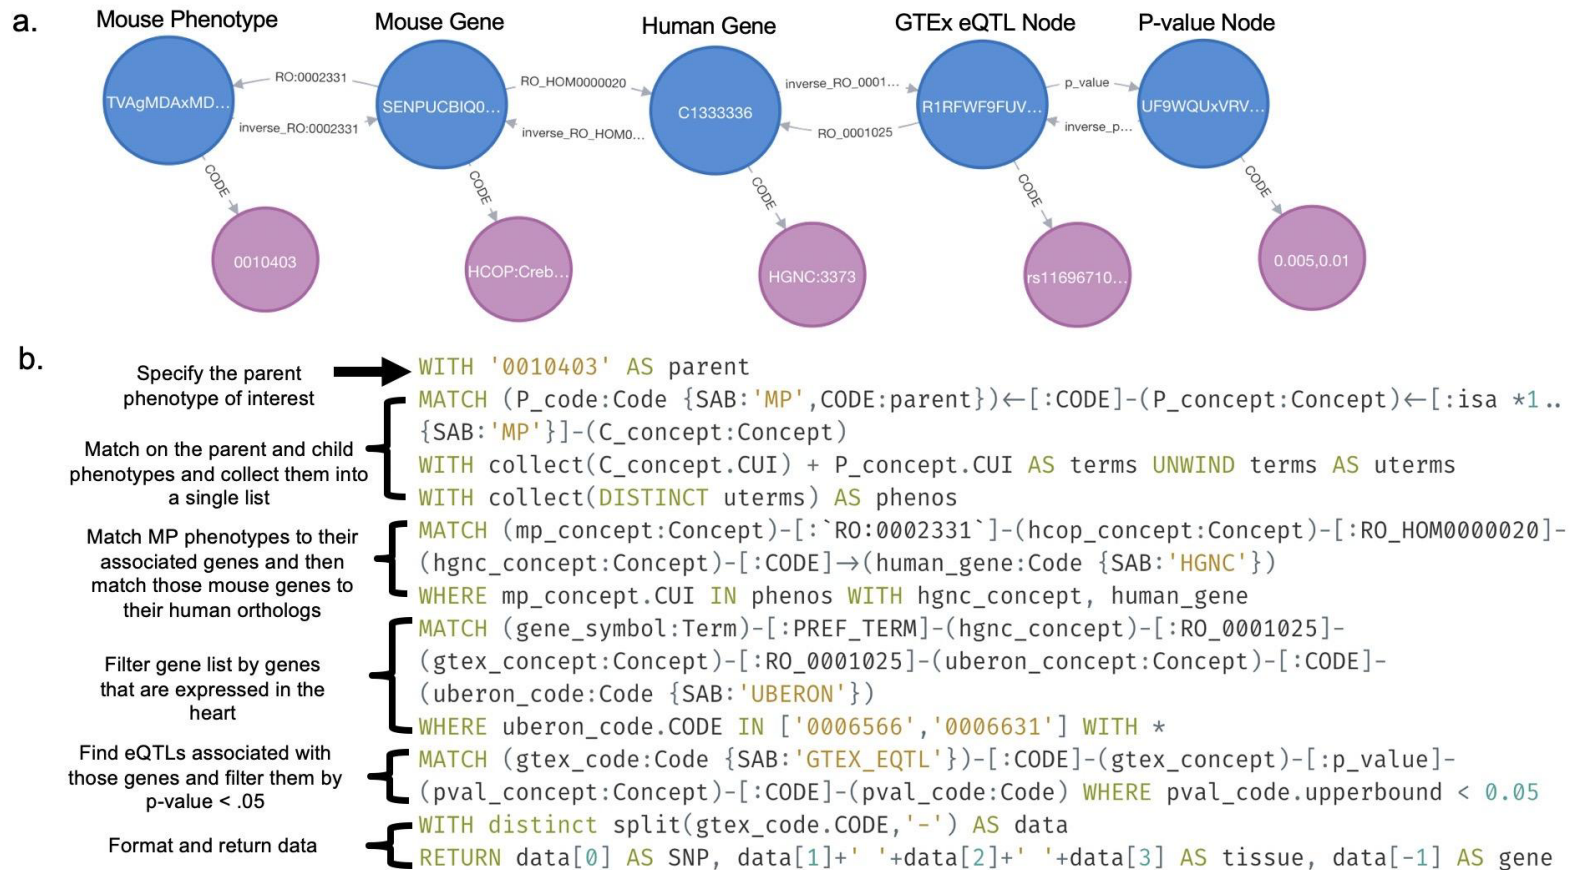 a.
Mouse Phenotype
Mouse Gene
Human Gene
GTEx eQTL Node
P-value Node
TVAgMDAxMD...
RO:0002331
inverse_RO:0002331
SENPUCBIQ0...
RO_HOM0000020
inverse_RO_HOM0...
C1333336
inverse_RO_0001...
RO_0001025
R1RFWF9FUV...
p_value
inverse_p...
UF9WQUxVRV...
CODE
CODE
CODE
CODE
CODE
0010403
HCOP:Creb...
HGNC:3373
rs11696710...
0.005,0.01
b.
Specify the parent
phenotype of interest
WITH '0010403' AS parent
Match on the parent and child
phenotypes and collect them into
a single list
MATCH (P_code:Code {SAB:'MP',CODE:parent})←[:CODE]-(P_concept:Concept)←[:isa *1..
{SAB:'MP'}]-(C_concept:Concept)
WITH collect(C_concept.CUI) + P_concept.CUI AS terms UNWIND terms AS uterms
WITH collect(DISTINCT uterms) AS phenos
Match MP phenotypes to their
associated genes and then
match those mouse genes to
their human orthologs
MATCH (mp_concept:Concept)-[:`RO:0002331`]-(hcop_concept:Concept)-[:RO_HOM0000020]-
(hgnc_concept:Concept)-[:CODE]→(human_gene:Code {SAB:'HGNC'})
WHERE mp_concept.CUI IN phenos WITH hgnc_concept, human_gene
Filter gene list by genes
that are expressed in the
heart
MATCH (gene_symbol:Term)-[:PREF_TERM]-(hgnc_concept)-[:RO_0001025]-
(gtex_concept:Concept)-[:RO_0001025]-(uberon_concept:Concept)-[:CODE]-
(uberon_code:Code {SAB:'UBERON'})
WHERE uberon_code.CODE IN ['0006566','0006631'] WITH *
Find eQTLs associated with
those genes and filter them by
p-value < .05
MATCH (gtex_code:Code {SAB:'GTEX_EQTL'})-[:CODE]-(gtex_concept)-[:p_value]-
(pval_concept:Concept)-[:CODE]-(pval_code:Code) WHERE pval_code.upperbound < 0.05
Format and return data
WITH distinct split(gtex_code.CODE,'-') AS data
RETURN data[0] AS SNP, data[1]+' '+data[2]+' '+data[3] AS tissue, data[-1] AS gene